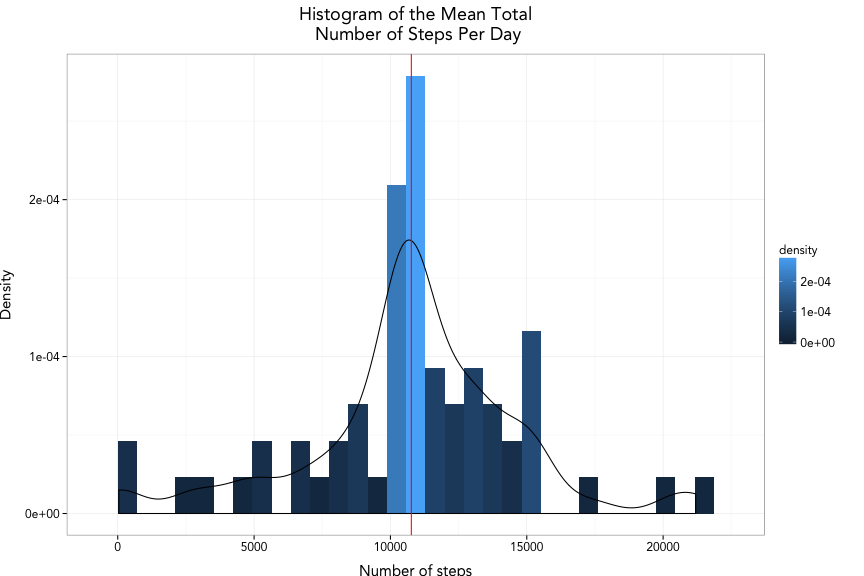 Histogram of the Mean Total
Number of Steps Per Day
Density
2e-04
1e-04
0e+00
0
5000
10000
15000
20000
Number of steps
density
2e-04
1e-04
0e+00